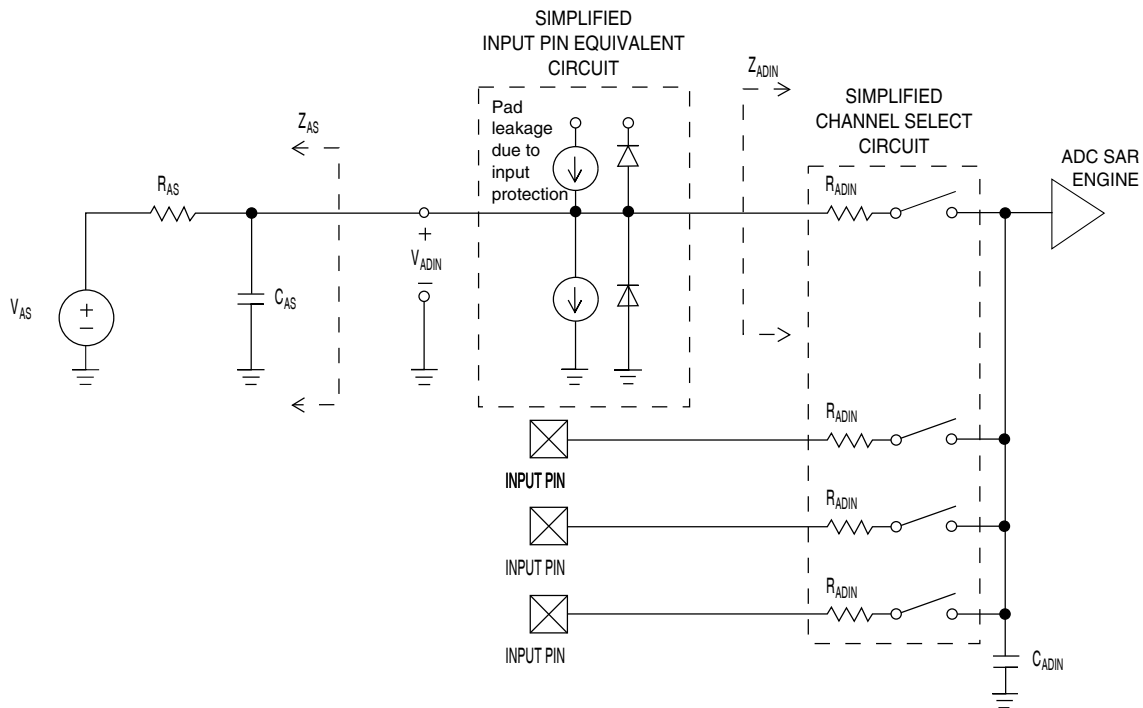 SIMPLIFIED
INPUT PIN EQUIVALENT
CIRCUIT
Pad
leakage
due to
input
protection
Z_ADIN
SIMPLIFIED
CHANNEL SELECT
CIRCUIT
ADC SAR
ENGINE
Z_AS
R_AS
R_ADIN
+
V_ADIN
−
C_AS
V_AS
+
−
R_ADIN
INPUT PIN
R_ADIN
INPUT PIN
R_ADIN
INPUT PIN
C_ADIN